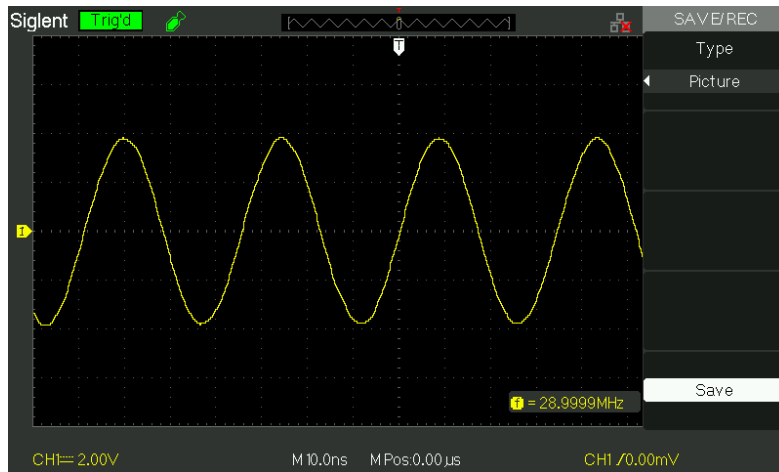 Siglent Trig'd SAVE/REC
T
T
Type
Picture
1
Save
f = 28.9999MHz
CH1 2.00V M 10.0ns M Pos:0.00µs CH1 0.00mV